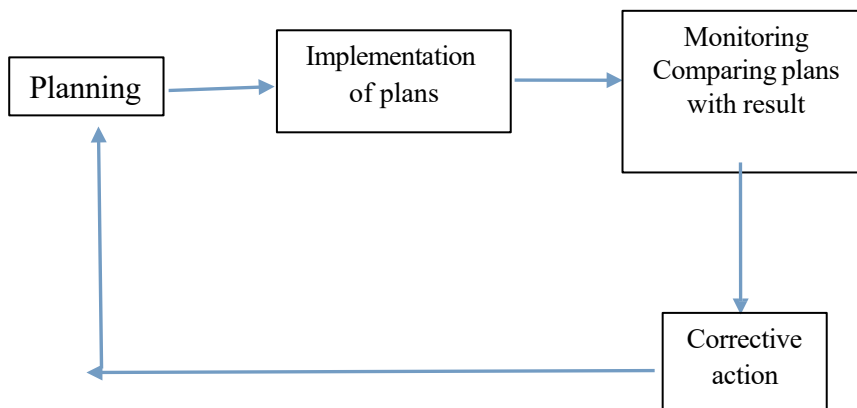 Planning
Implementation
of plans
Monitoring
Comparing plans
with result
Corrective
action